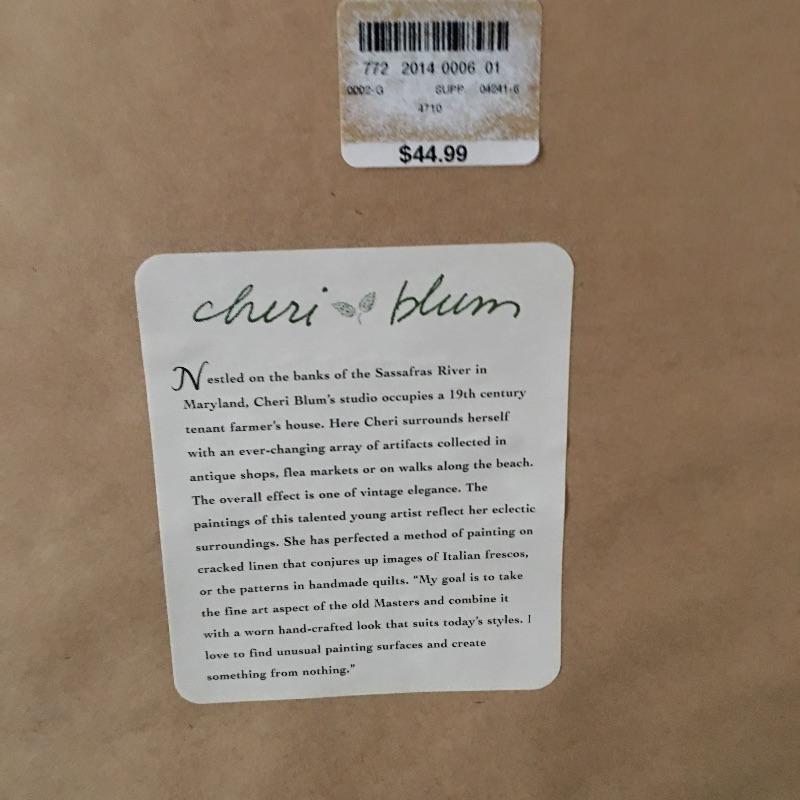 772 2014 0006 01
0002-G SUPP 04241-6
4710
$44.99
cheri blum
Nestled on the banks of the Sassafras River in
Maryland, Cheri Blum's studio occupies a 19th century
tenant farmer's house. Here Cheri surrounds herself
with an ever-changing array of artifacts collected in
antique shops, flea markets or on walks along the beach.
The overall effect is one of vintage elegance. The
paintings of this talented young artist reflect her eclectic
surroundings. She has perfected a method of painting on
cracked linen that conjures up images of Italian frescos,
or the patterns in handmade quilts. "My goal is to take
the fine art aspect of the old Masters and combine it
with a worn hand-crafted look that suits today's styles. I
love to find unusual painting surfaces and create
something from nothing."